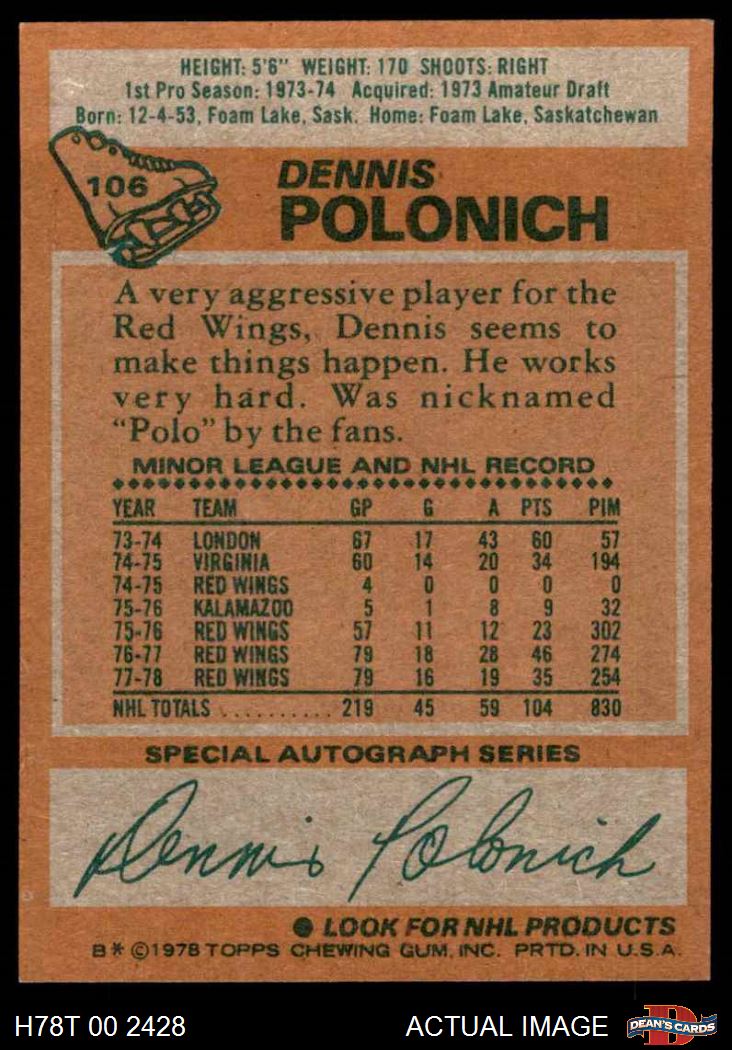 HEIGHT: 5'6" WEIGHT: 170 SHOOTS: RIGHT
1st Pro Season: 1973-74 Acquired: 1973 Amateur Draft
Born: 12-4-53, Foam Lake, Sask. Home: Foam Lake, Saskatchewan
106
DENNIS
POLONICH
A very aggressive player for the
Red Wings, Dennis seems to
make things happen. He works
very hard. Was nicknamed
"Polo" by the fans.
MINOR LEAGUE AND NHL RECORD
YEAR TEAM GP G A PTS PIM
73-74 LONDON 67 17 43 60 57
74-75 VIRGINIA 60 14 20 34 194
74-75 RED WINGS 4 0 0 0 0
75-76 KALAMAZOO 5 1 8 9 32
75-76 RED WINGS 57 11 12 23 302
76-77 RED WINGS 79 18 28 46 274
77-78 RED WINGS 79 16 19 35 254
NHL TOTALS .......... 219 45 59 104 830
SPECIAL AUTOGRAPH SERIES
Dennis Polonich
● LOOK FOR NHL PRODUCTS
B* ©1978 TOPPS CHEWING GUM, INC. PRTD. IN U.S.A.
H78T 00 2428 ACTUAL IMAGE D DEAN'S CARDS